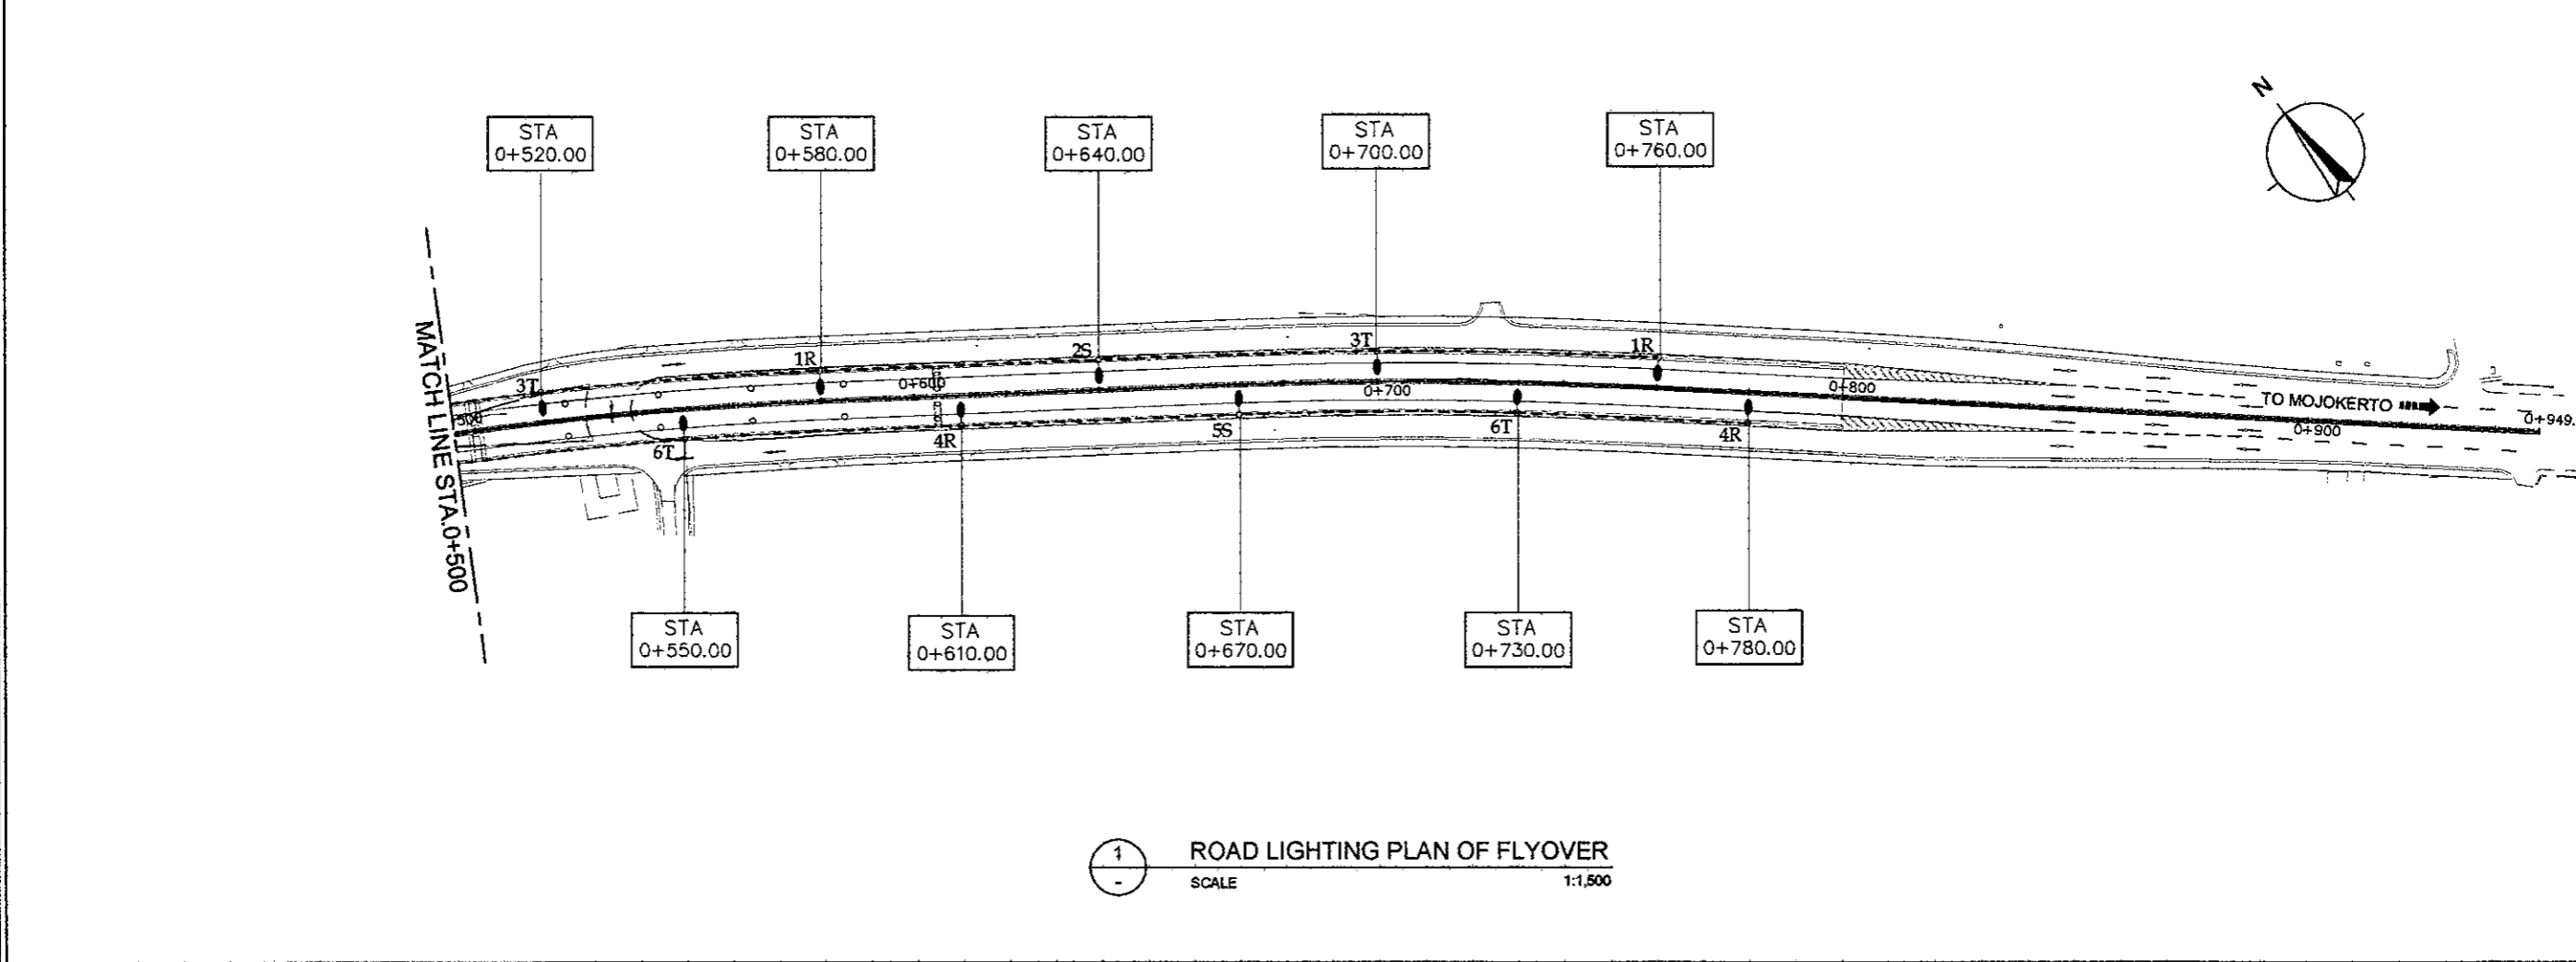 N
STA
0+520.00
STA
0+580.00
STA
0+640.00
STA
0+700.00
STA
0+760.00
MATCH LINE STA.0+500
3T
1R
2S
3T
1R
0+600
0+700
0+800
TO MOJOKERTO
0+900
0+949.
500
6T
4R
5S
6T
4R
STA
0+550.00
STA
0+610.00
STA
0+670.00
STA
0+730.00
STA
0+780.00
1
-
ROAD LIGHTING PLAN OF FLYOVER
SCALE 1:1,500